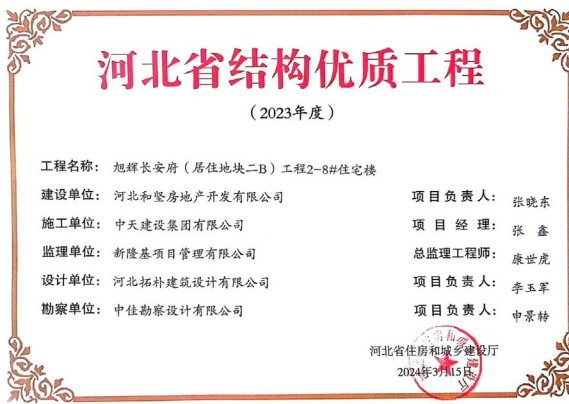 河北省结构优质工程
（2023年度）
工程名称： 旭辉长安府（居住地块二B）工程2-8#住宅楼
建设单位： 河北和坚房地产开发有限公司 项目负责人： 张晓东
施工单位： 中天建设集团有限公司 项目经理： 张鑫
监理单位： 新隆基项目管理有限公司 总监理工程师： 康世虎
设计单位： 河北拓朴建筑设计有限公司 项目负责人： 李玉军
勘察单位： 中佳勘察设计有限公司 项目负责人： 申景转
河北省住房和城乡建设厅
2024年3月15日